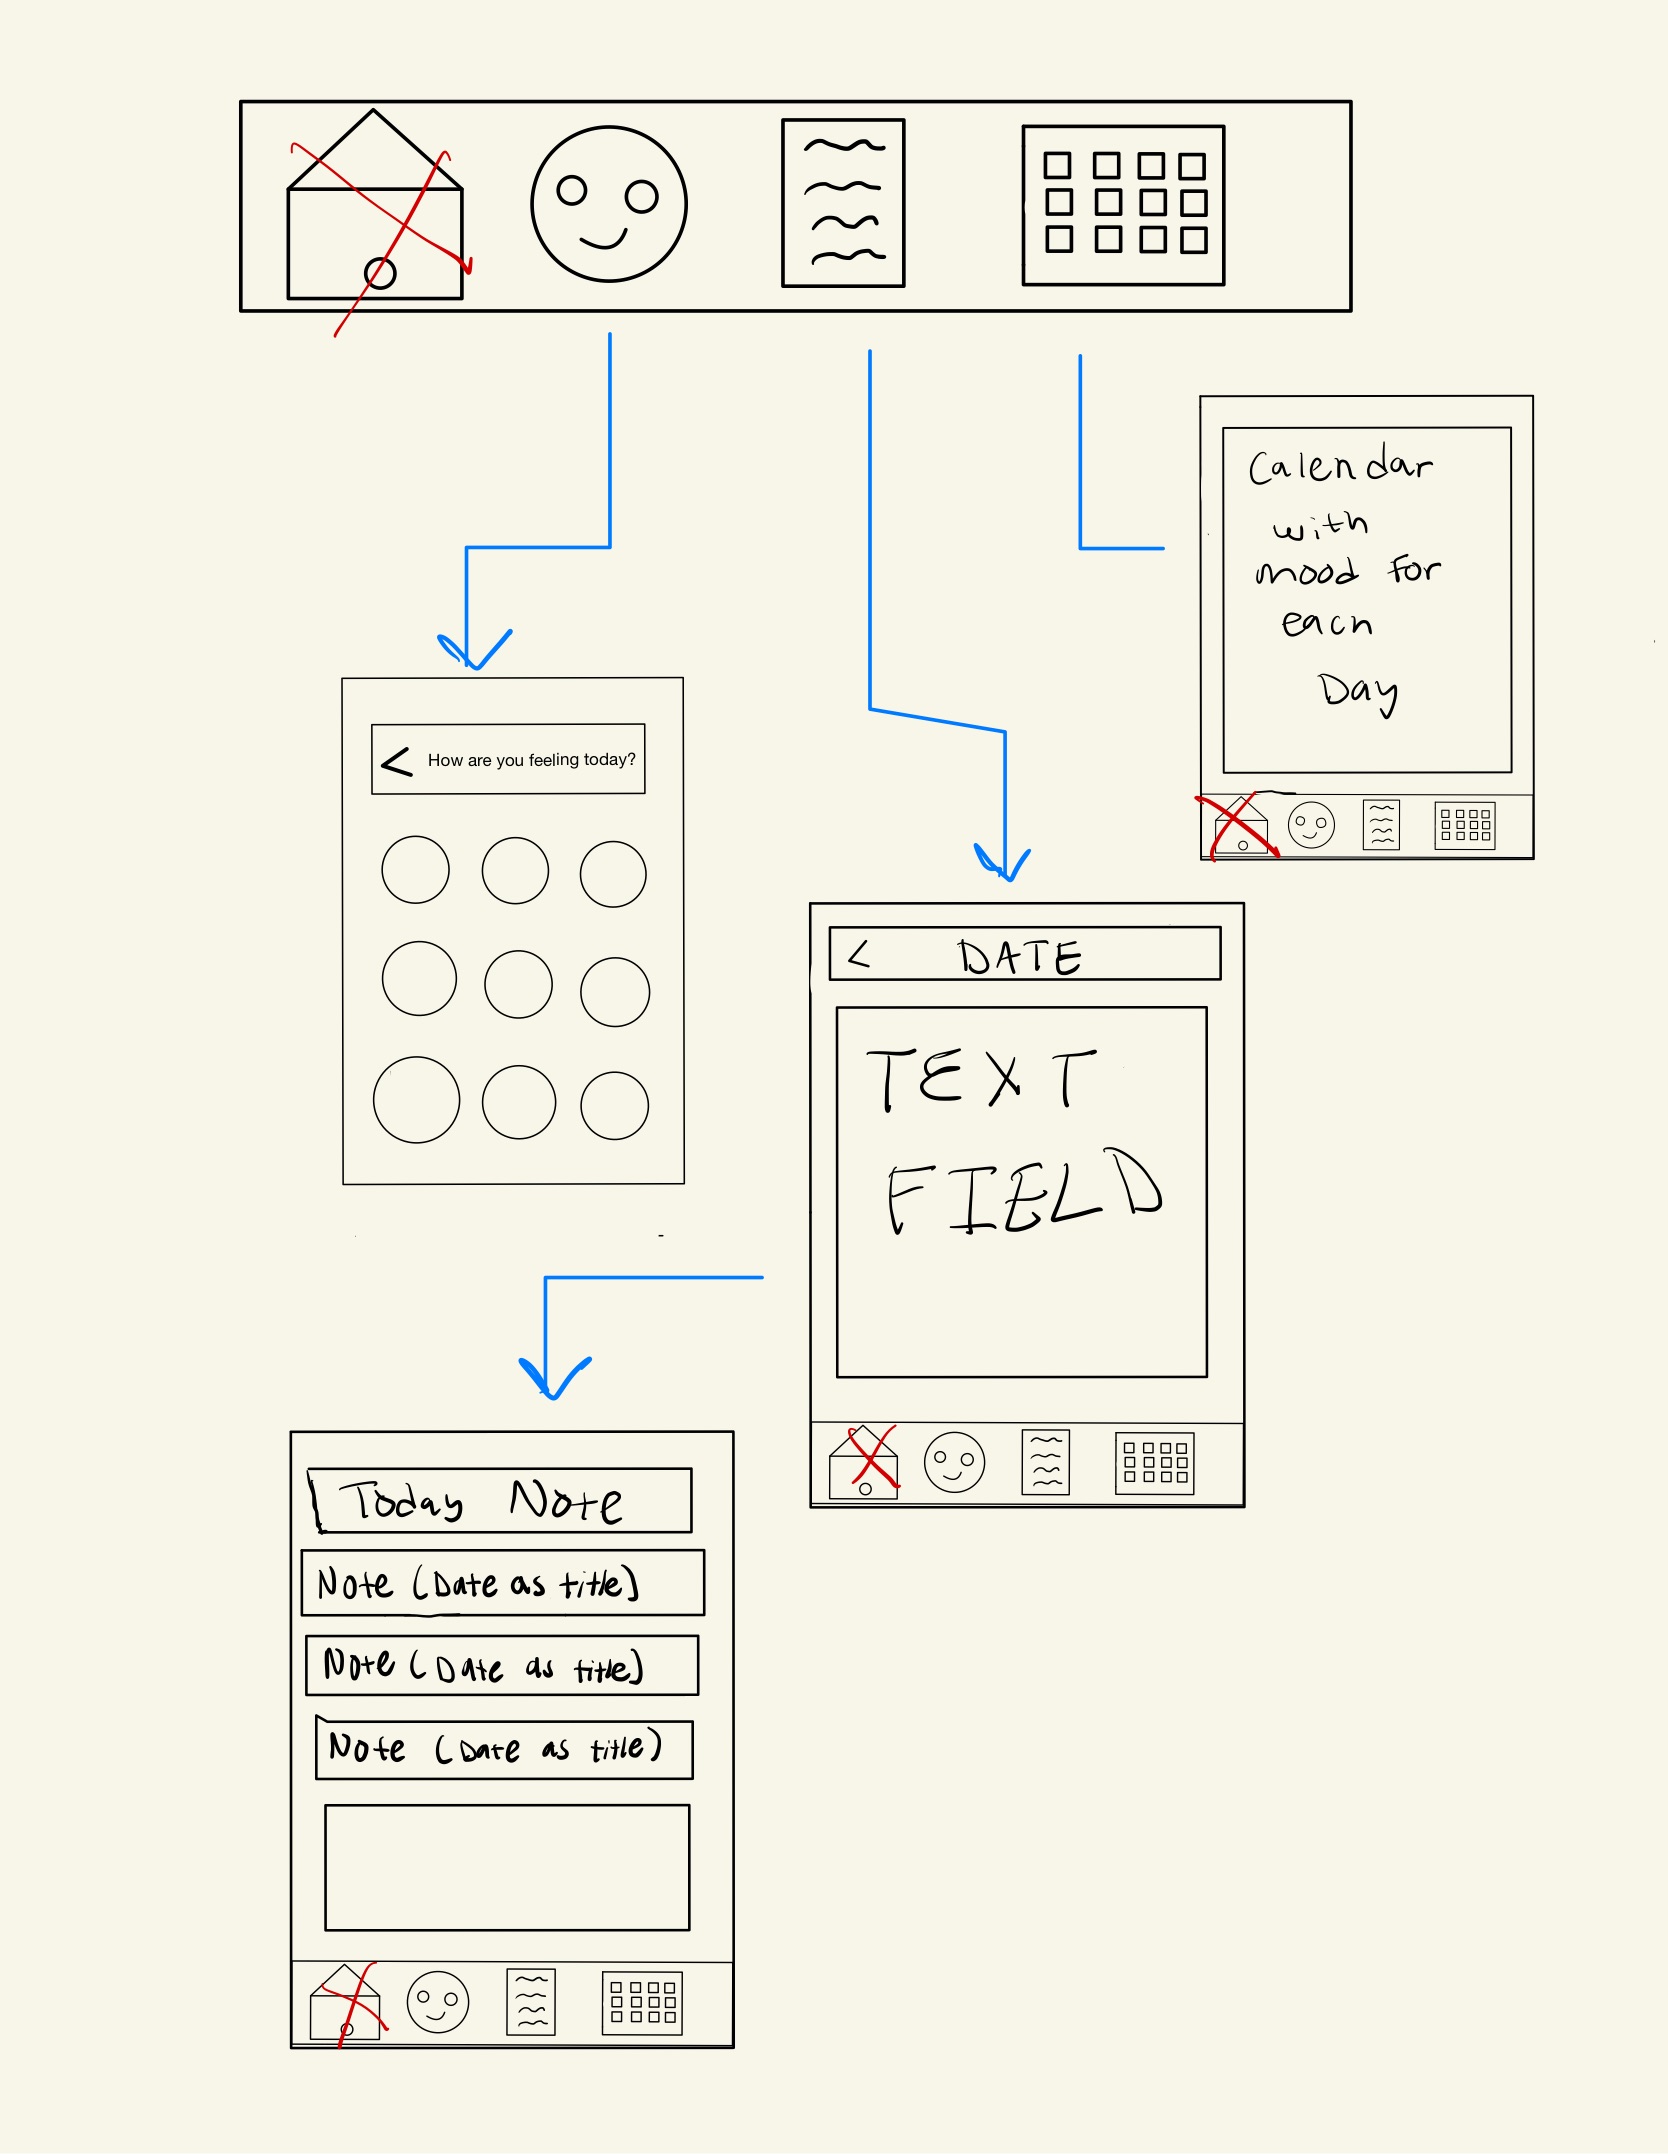 Calendar
with
mood for
each
Day
< How are you feeling today?
< DATE
TEXT
FIELD
Today Note
Note (Date as title)
Note (Date as title)
Note (Date as title)